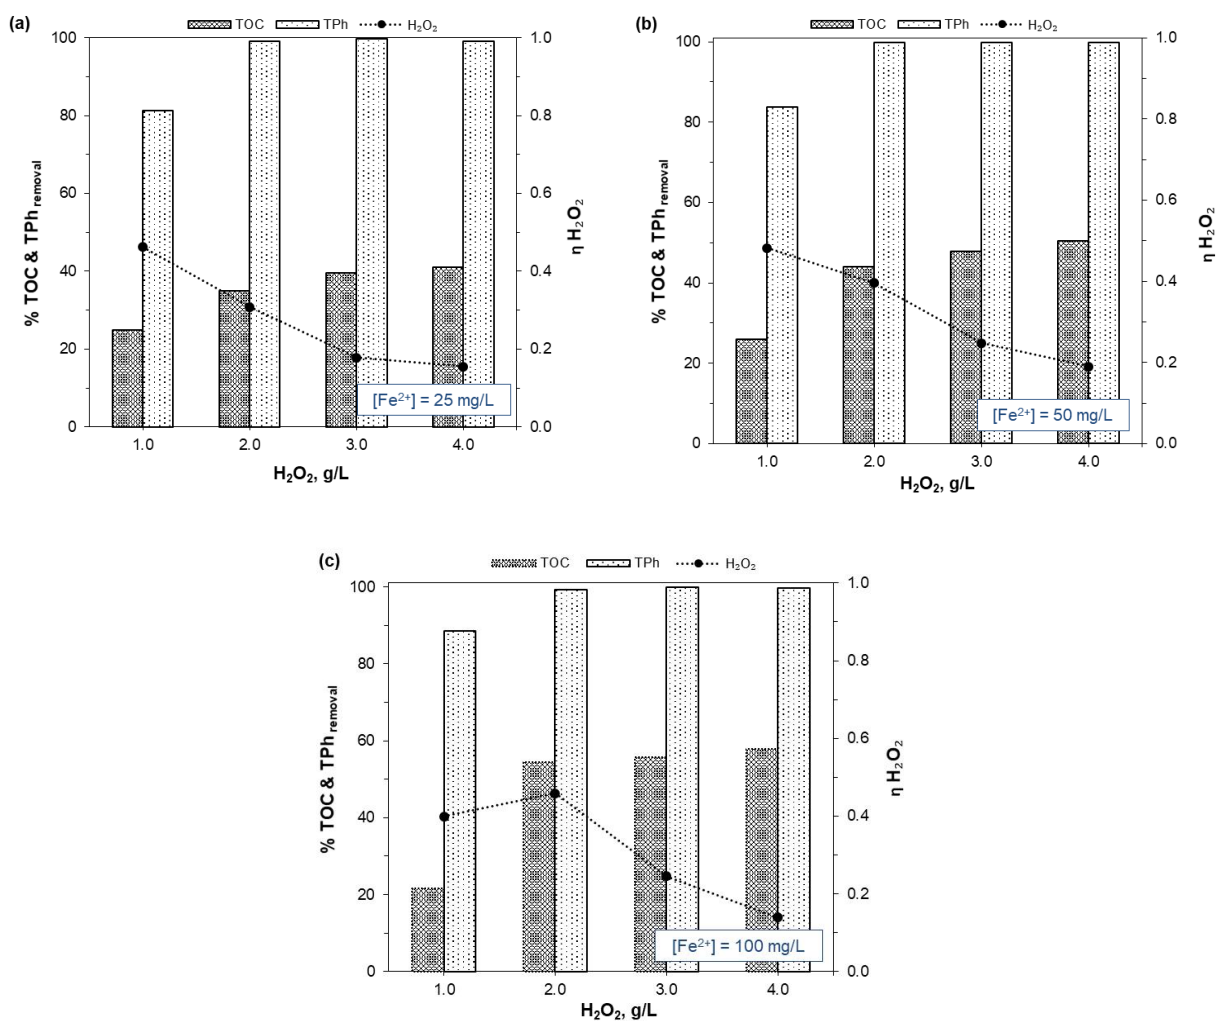 (a)
TOC TPh H₂O₂
100
80
60
40
20
0
1.0
0.8
0.6
0.4
0.2
0.0
% TOC & TPh removal
η H₂O₂
[Fe²⁺] = 25 mg/L
1.0 2.0 3.0 4.0
H₂O₂, g/L
(b)
TOC TPh H₂O₂
100
80
60
40
20
0
1.0
0.8
0.6
0.4
0.2
0.0
% TOC & TPh removal
η H₂O₂
[Fe²⁺] = 50 mg/L
1.0 2.0 3.0 4.0
H₂O₂, g/L
(c)
TOC TPh H₂O₂
100
80
60
40
20
0
1.0
0.8
0.6
0.4
0.2
0.0
% TOC & TPh removal
η H₂O₂
[Fe²⁺] = 100 mg/L
1.0 2.0 3.0 4.0
H₂O₂, g/L